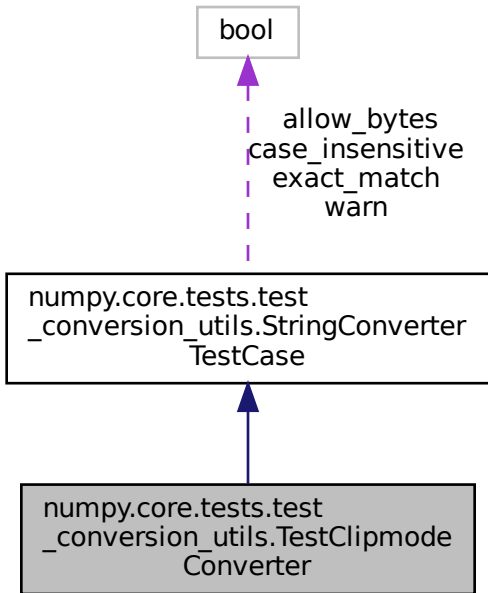 bool
allow_bytes
case_insensitive
exact_match
warn
numpy.core.tests.test
_conversion_utils.StringConverter
TestCase
numpy.core.tests.test
_conversion_utils.TestClipmode
Converter